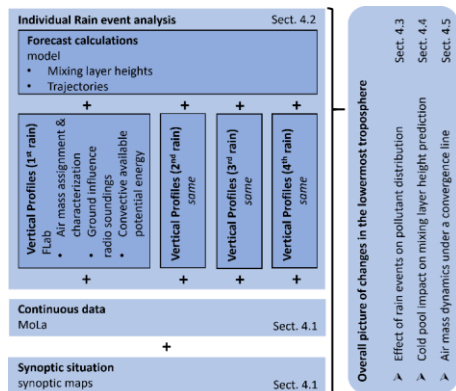 Individual Rain event analysis Sect. 4.2
Forecast calculations
model
• Mixing layer heights
• Trajectories
+ + + +
Vertical Profiles (1st rain)
FLab
• Air mass assignment &
characterization
• Ground influence
radio soundings
• Convective available
potential energy
Vertical Profiles (2nd rain)
same
Vertical Profiles (3rd rain)
same
Vertical Profiles (4th rain)
same
+ + + +
Continuous data
MoLa Sect. 4.1
+
Synoptic situation
synoptic maps Sect. 4.1
Overall picture of changes in the lowermost troposphere
➢ Effect of rain events on pollutant distribution Sect. 4.3
➢ Cold pool impact on mixing layer height prediction Sect. 4.4
➢ Air mass dynamics under a convergence line Sect. 4.5